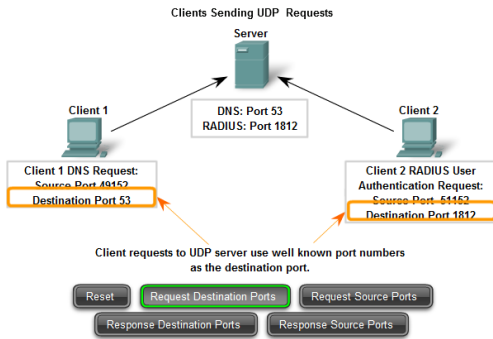 Clients Sending UDP Requests
Server
Client 1
Client 2
DNS: Port 53
RADIUS: Port 1812
Client 1 DNS Request:
Source Port 49152
Destination Port 53
Client 2 RADIUS User
Authentication Request:
Source Port 51152
Destination Port 1812
Client requests to UDP server use well known port numbers
as the destination port.
Reset
Request Destination Ports
Request Source Ports
Response Destination Ports
Response Source Ports